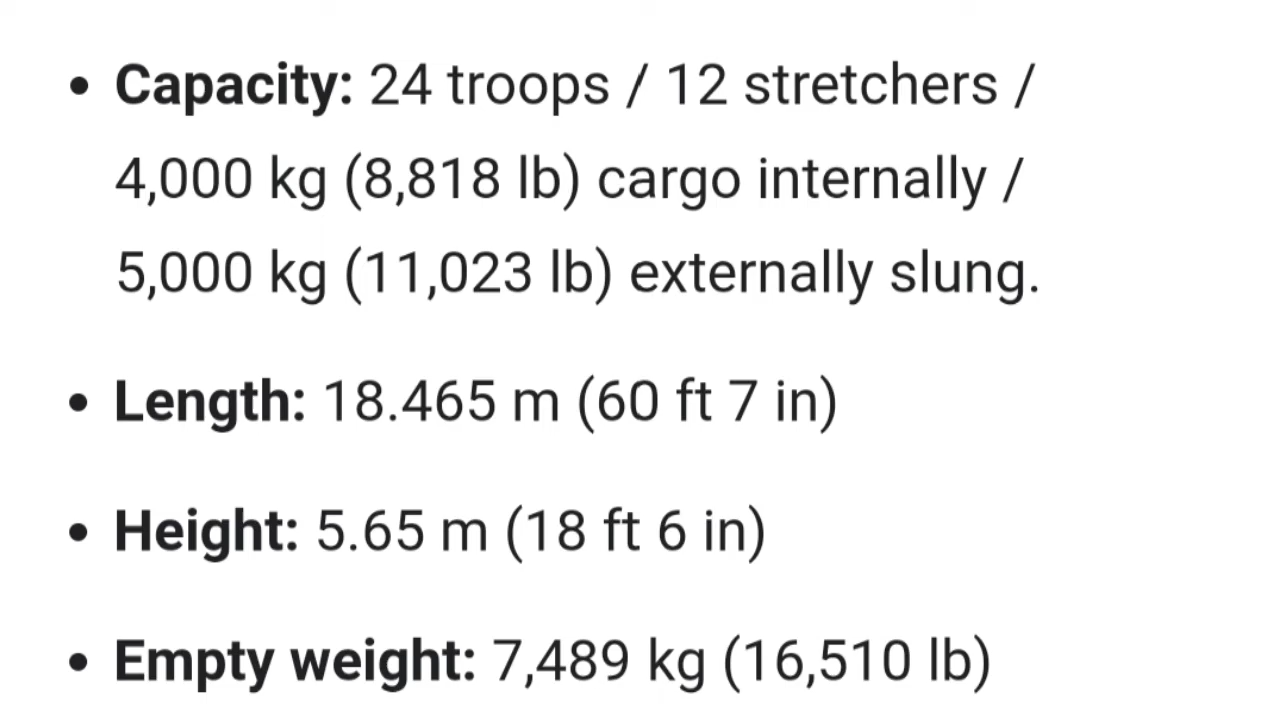 • Capacity: 24 troops / 12 stretchers /
4,000 kg (8,818 lb) cargo internally /
5,000 kg (11,023 lb) externally slung.
• Length: 18.465 m (60 ft 7 in)
• Height: 5.65 m (18 ft 6 in)
• Empty weight: 7,489 kg (16,510 lb)